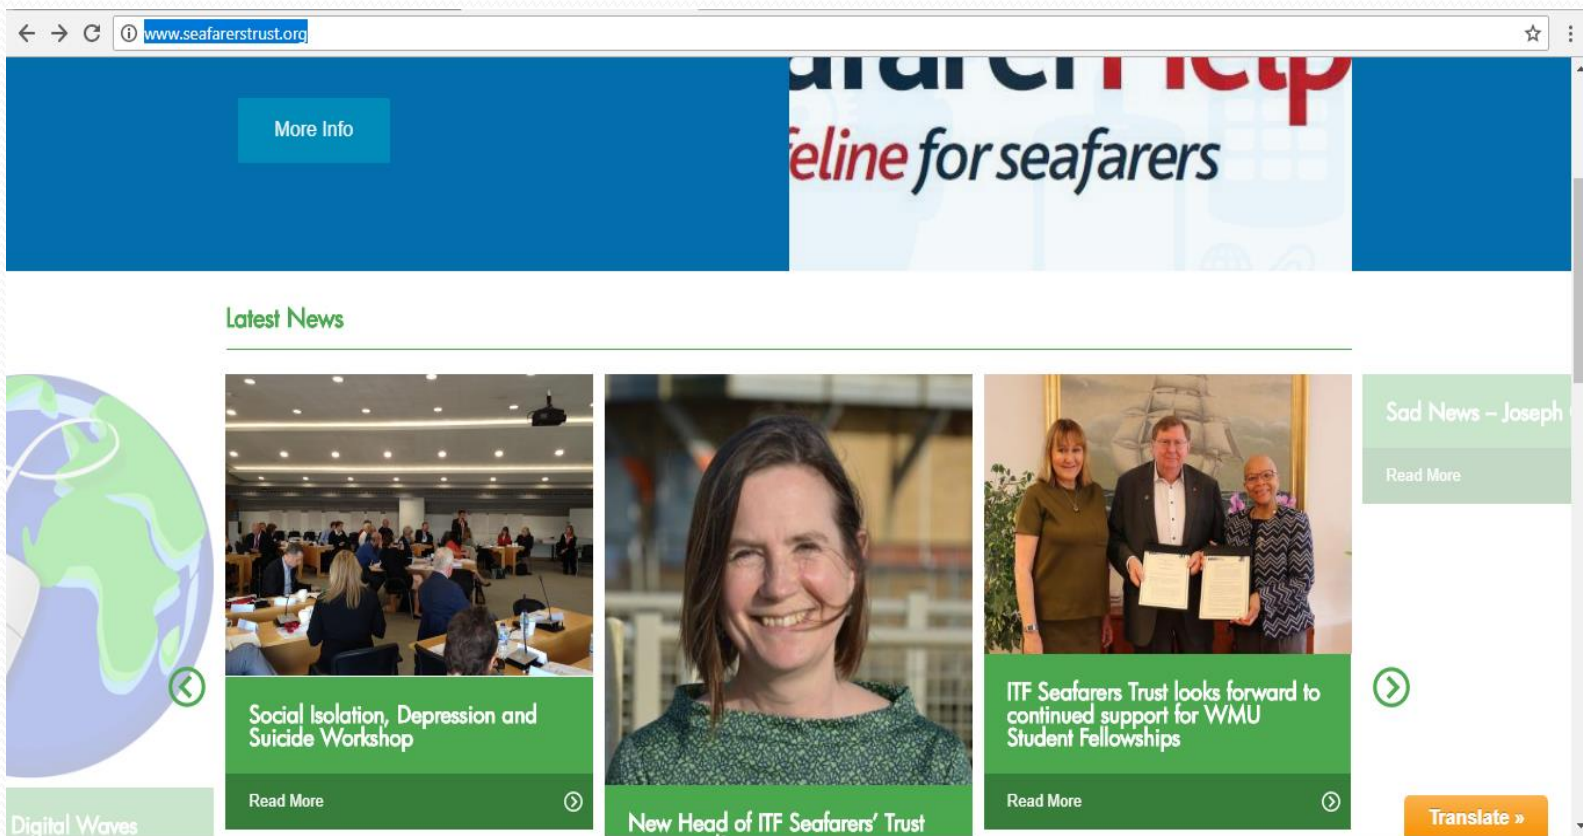 www.seafarerstrust.org
More Info
for seafarers
Latest News
Social Isolation, Depression and
Suicide Workshop
Read More
New Head of ITF Seafarers' Trust
ITF Seafarers Trust looks forward to
continued support for WMU
Student Fellowships
Read More
Sad News – Joseph
Read More
Digital Waves
Translate »